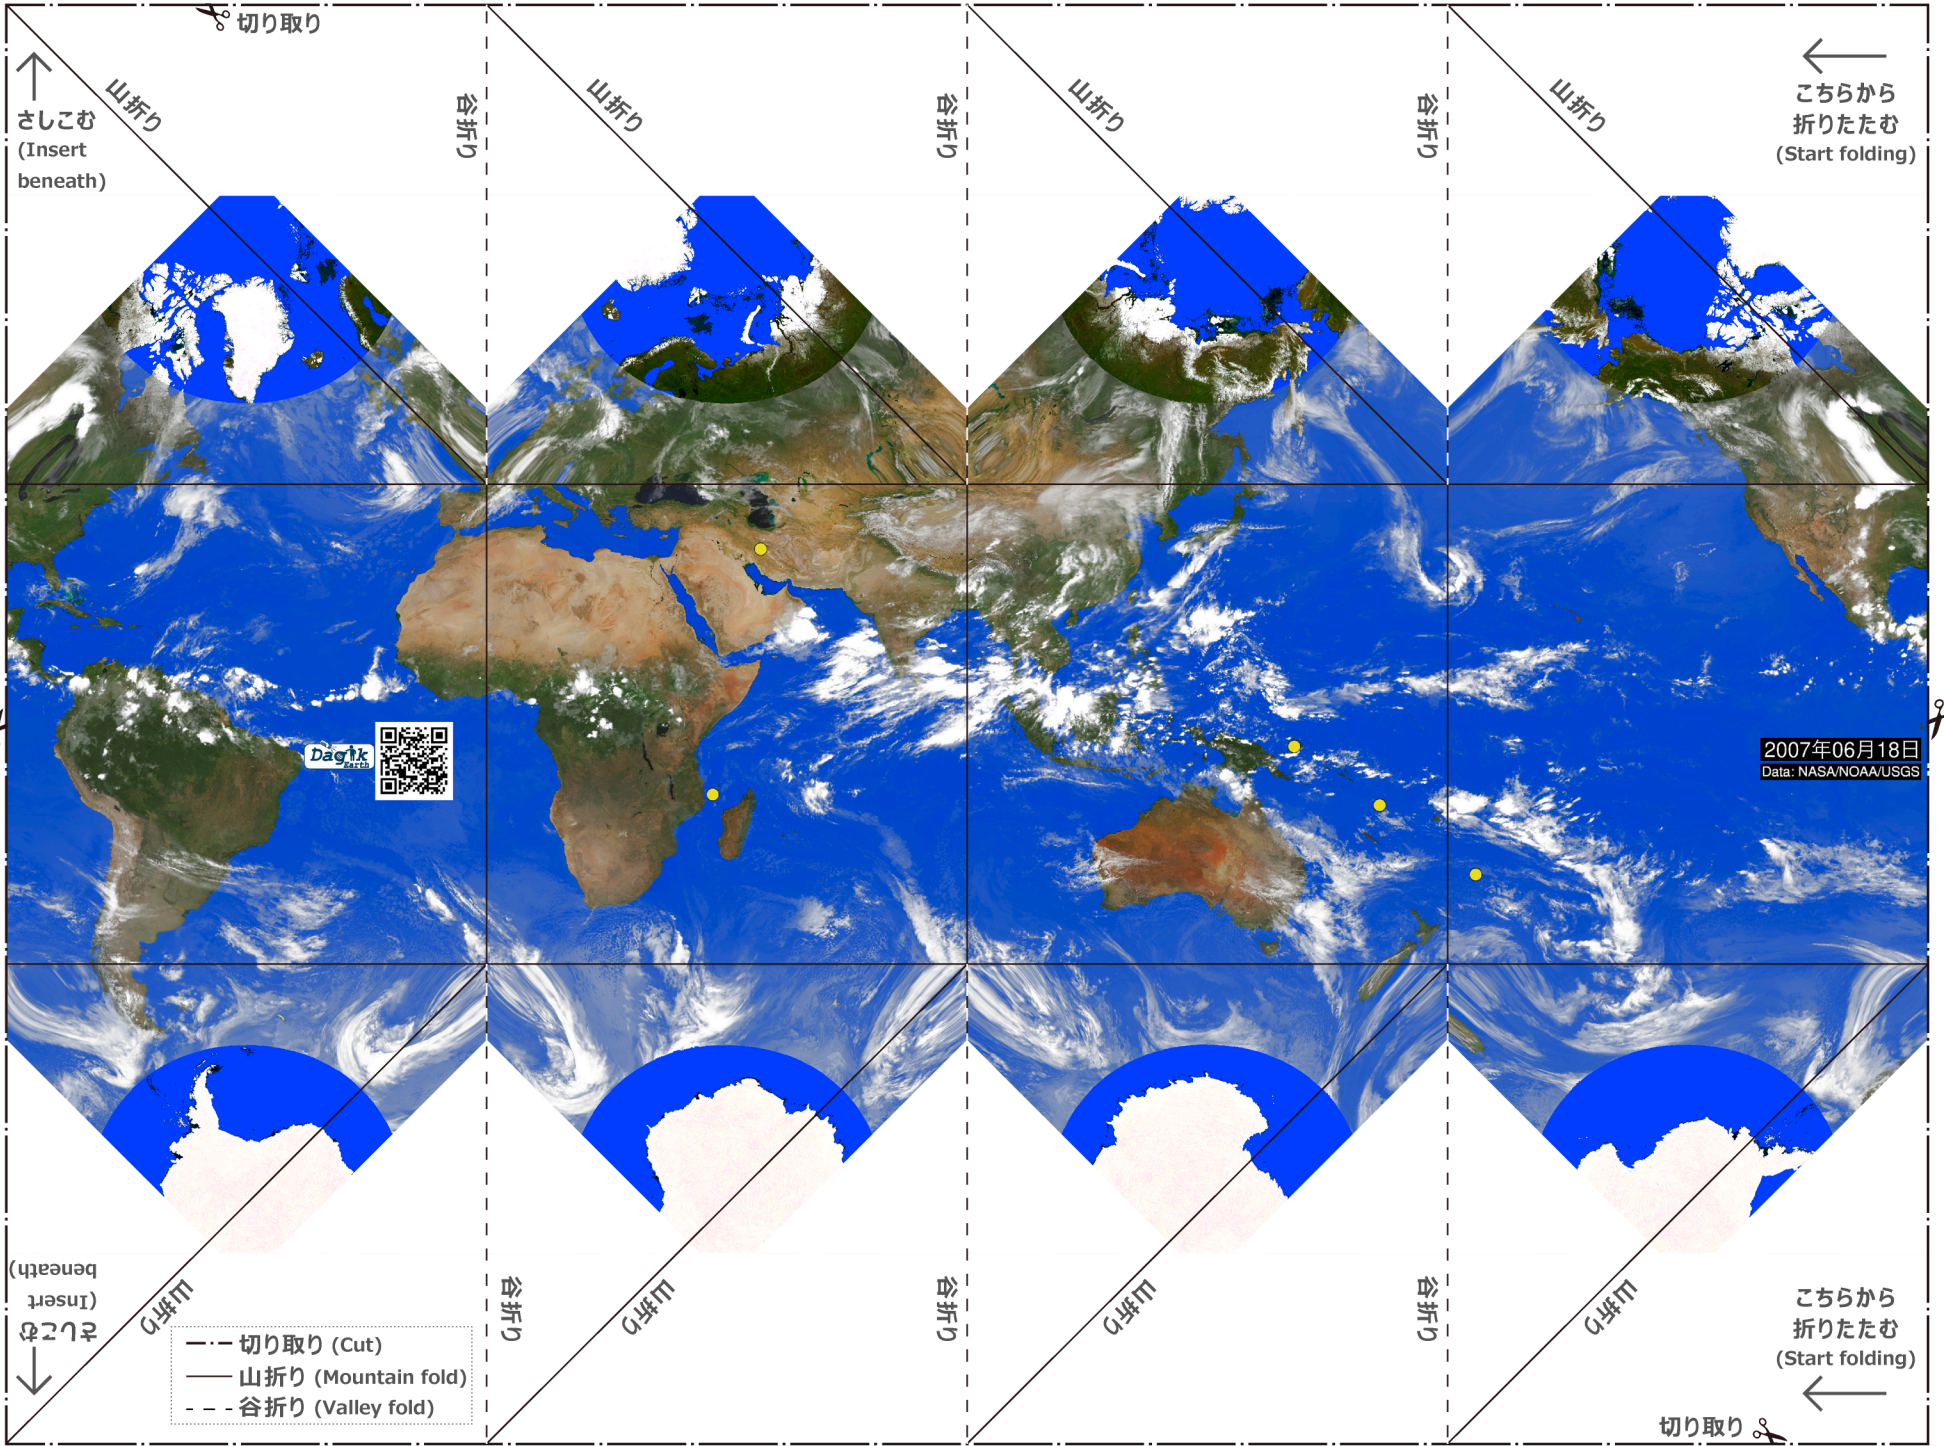 切り取り
山折り
谷折り
山折り
谷折り
山折り
谷折り
山折り
さしこむ
(Insert
beneath)
こちらから
折りたたむ
(Start folding)
Dagik
Earth
2007年06月18日
Data: NASA/NOAA/USGS
さしこむ
(Insert
beneath)
山折り
谷折り
山折り
谷折り
山折り
谷折り
山折り
切り取り (Cut)
山折り (Mountain fold)
谷折り (Valley fold)
こちらから
折りたたむ
(Start folding)
切り取り